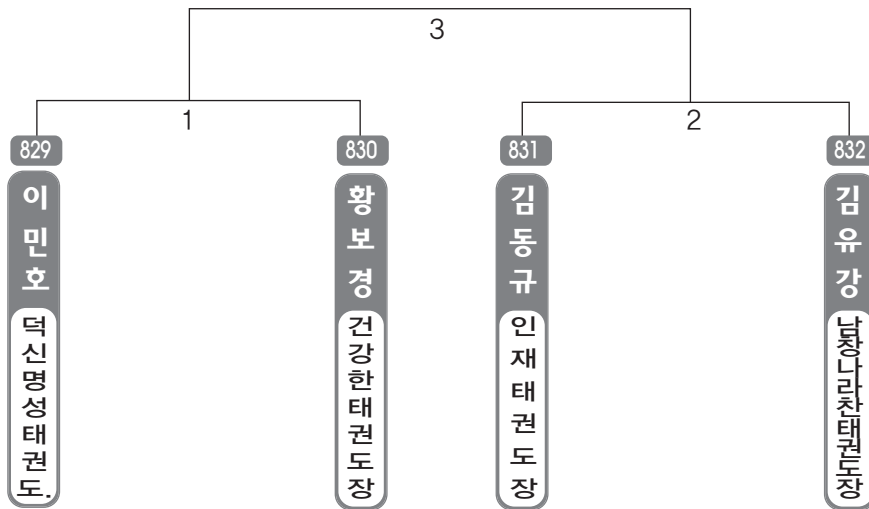 3
1
2
829
830
831
832
이민호
황보경
김동규
김유강
덕신명성태권도.
건강한태권도장
인재태권도장
남창나라찬태권도장